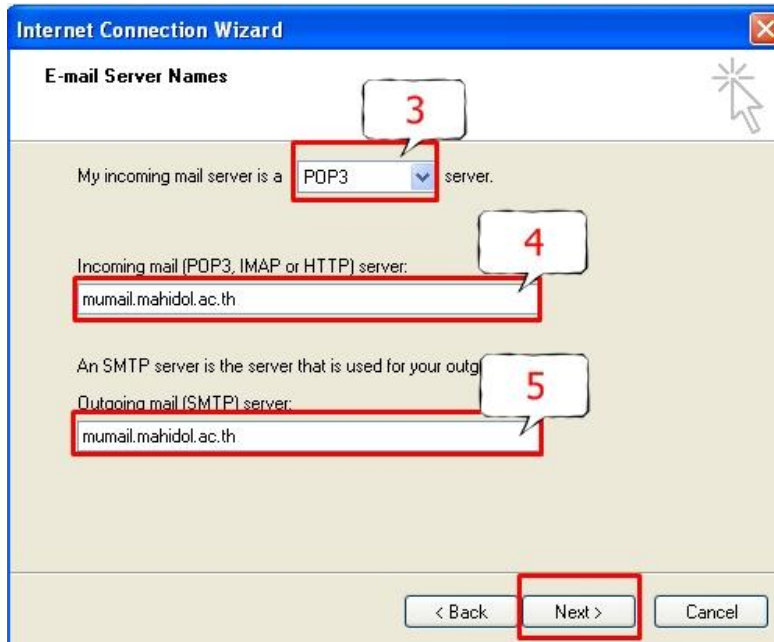 Internet Connection Wizard
E-mail Server Names
3
My incoming mail server is a POP3 server.
4
Incoming mail (POP3, IMAP or HTTP) server:
mumail.mahidol.ac.th
An SMTP server is the server that is used for your
5
Outgoing mail (SMTP) server:
mumail.mahidol.ac.th
< Back Next > Cancel